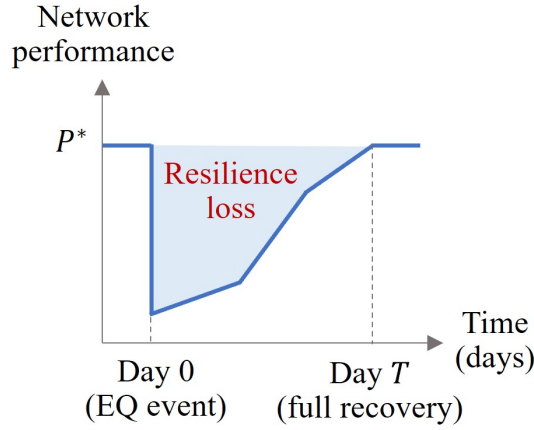 Network
performance
P*
Resilience
loss
Time
(days)
Day 0
(EQ event)
Day T
(full recovery)